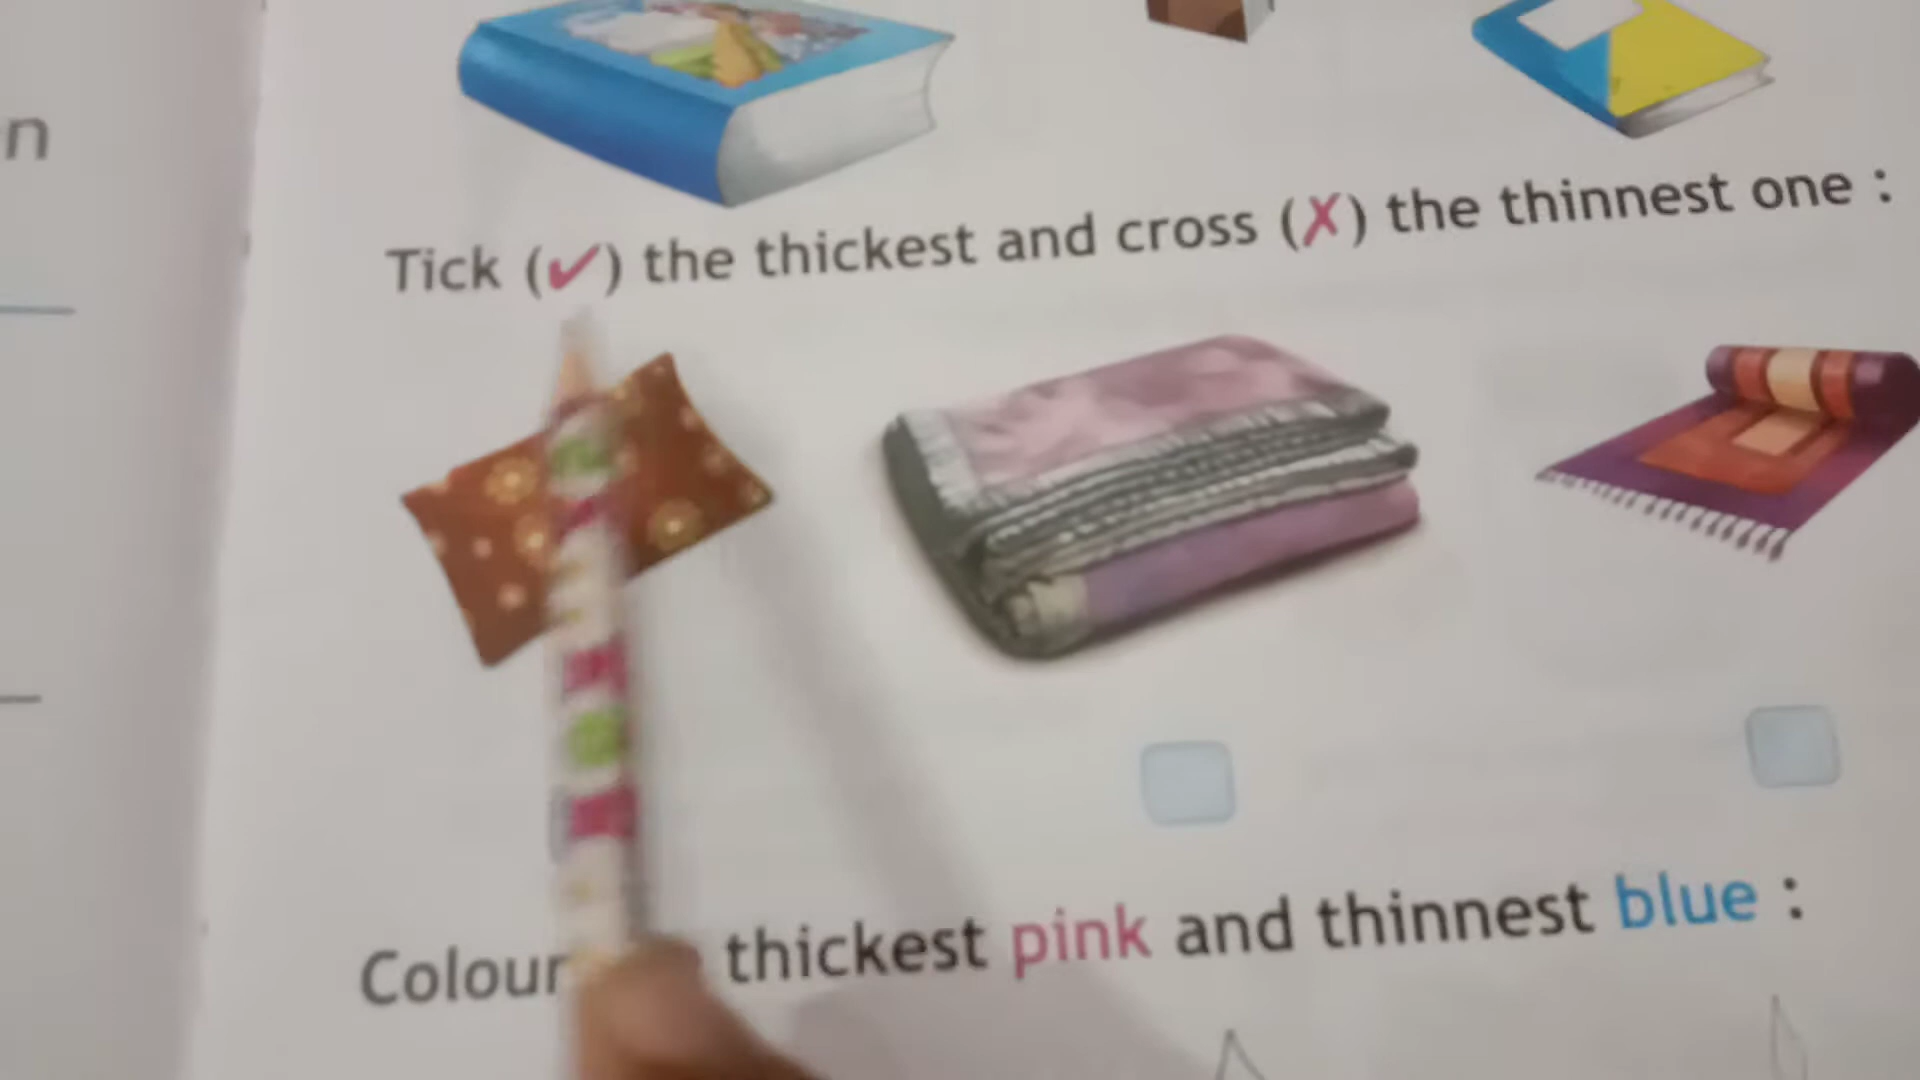 n
Tick (✓) the thickest and cross (✗) the thinnest one :
Colour thickest pink and thinnest blue :